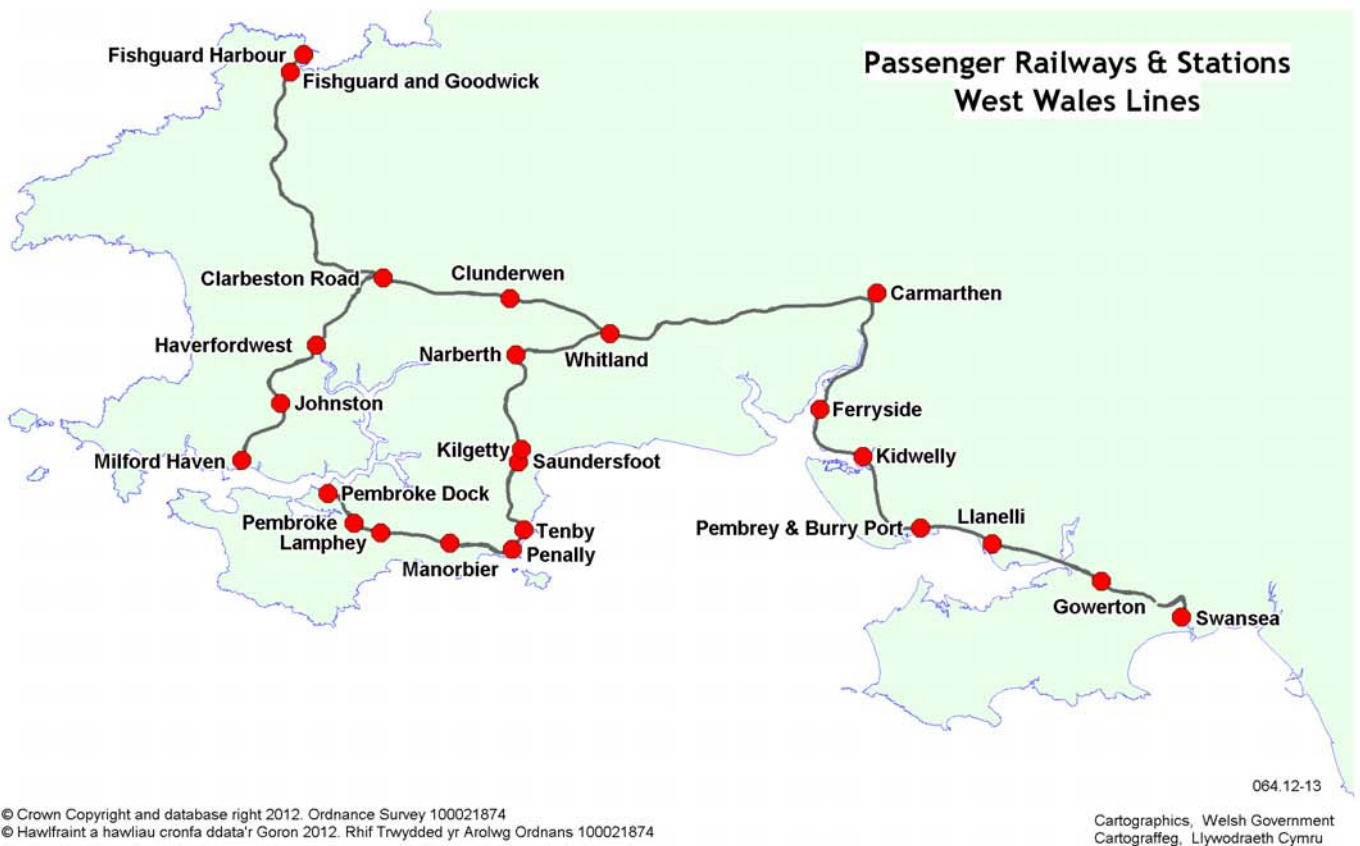 Passenger Railways & Stations
West Wales Lines
Fishguard Harbour
Fishguard and Goodwick
Clarbeston Road
Clunderwen
Carmarthen
Haverfordwest
Narberth
Whitland
Johnston
Ferryside
Kilgetty
Saundersfoot
Kidwelly
Milford Haven
Pembroke Dock
Pembroke
Lamphey
Tenby
Penally
Manorbier
Pembrey & Burry Port
Llanelli
Gowerton
Swansea
064.12-13
© Crown Copyright and database right 2012. Ordnance Survey 100021874
© Hawlfraint a hawliau cronfa ddata'r Goron 2012. Rhif Trwydded yr Arolwg Ordnans 100021874
Cartographics, Welsh Government
Cartograffeg, Llywodraeth Cymru